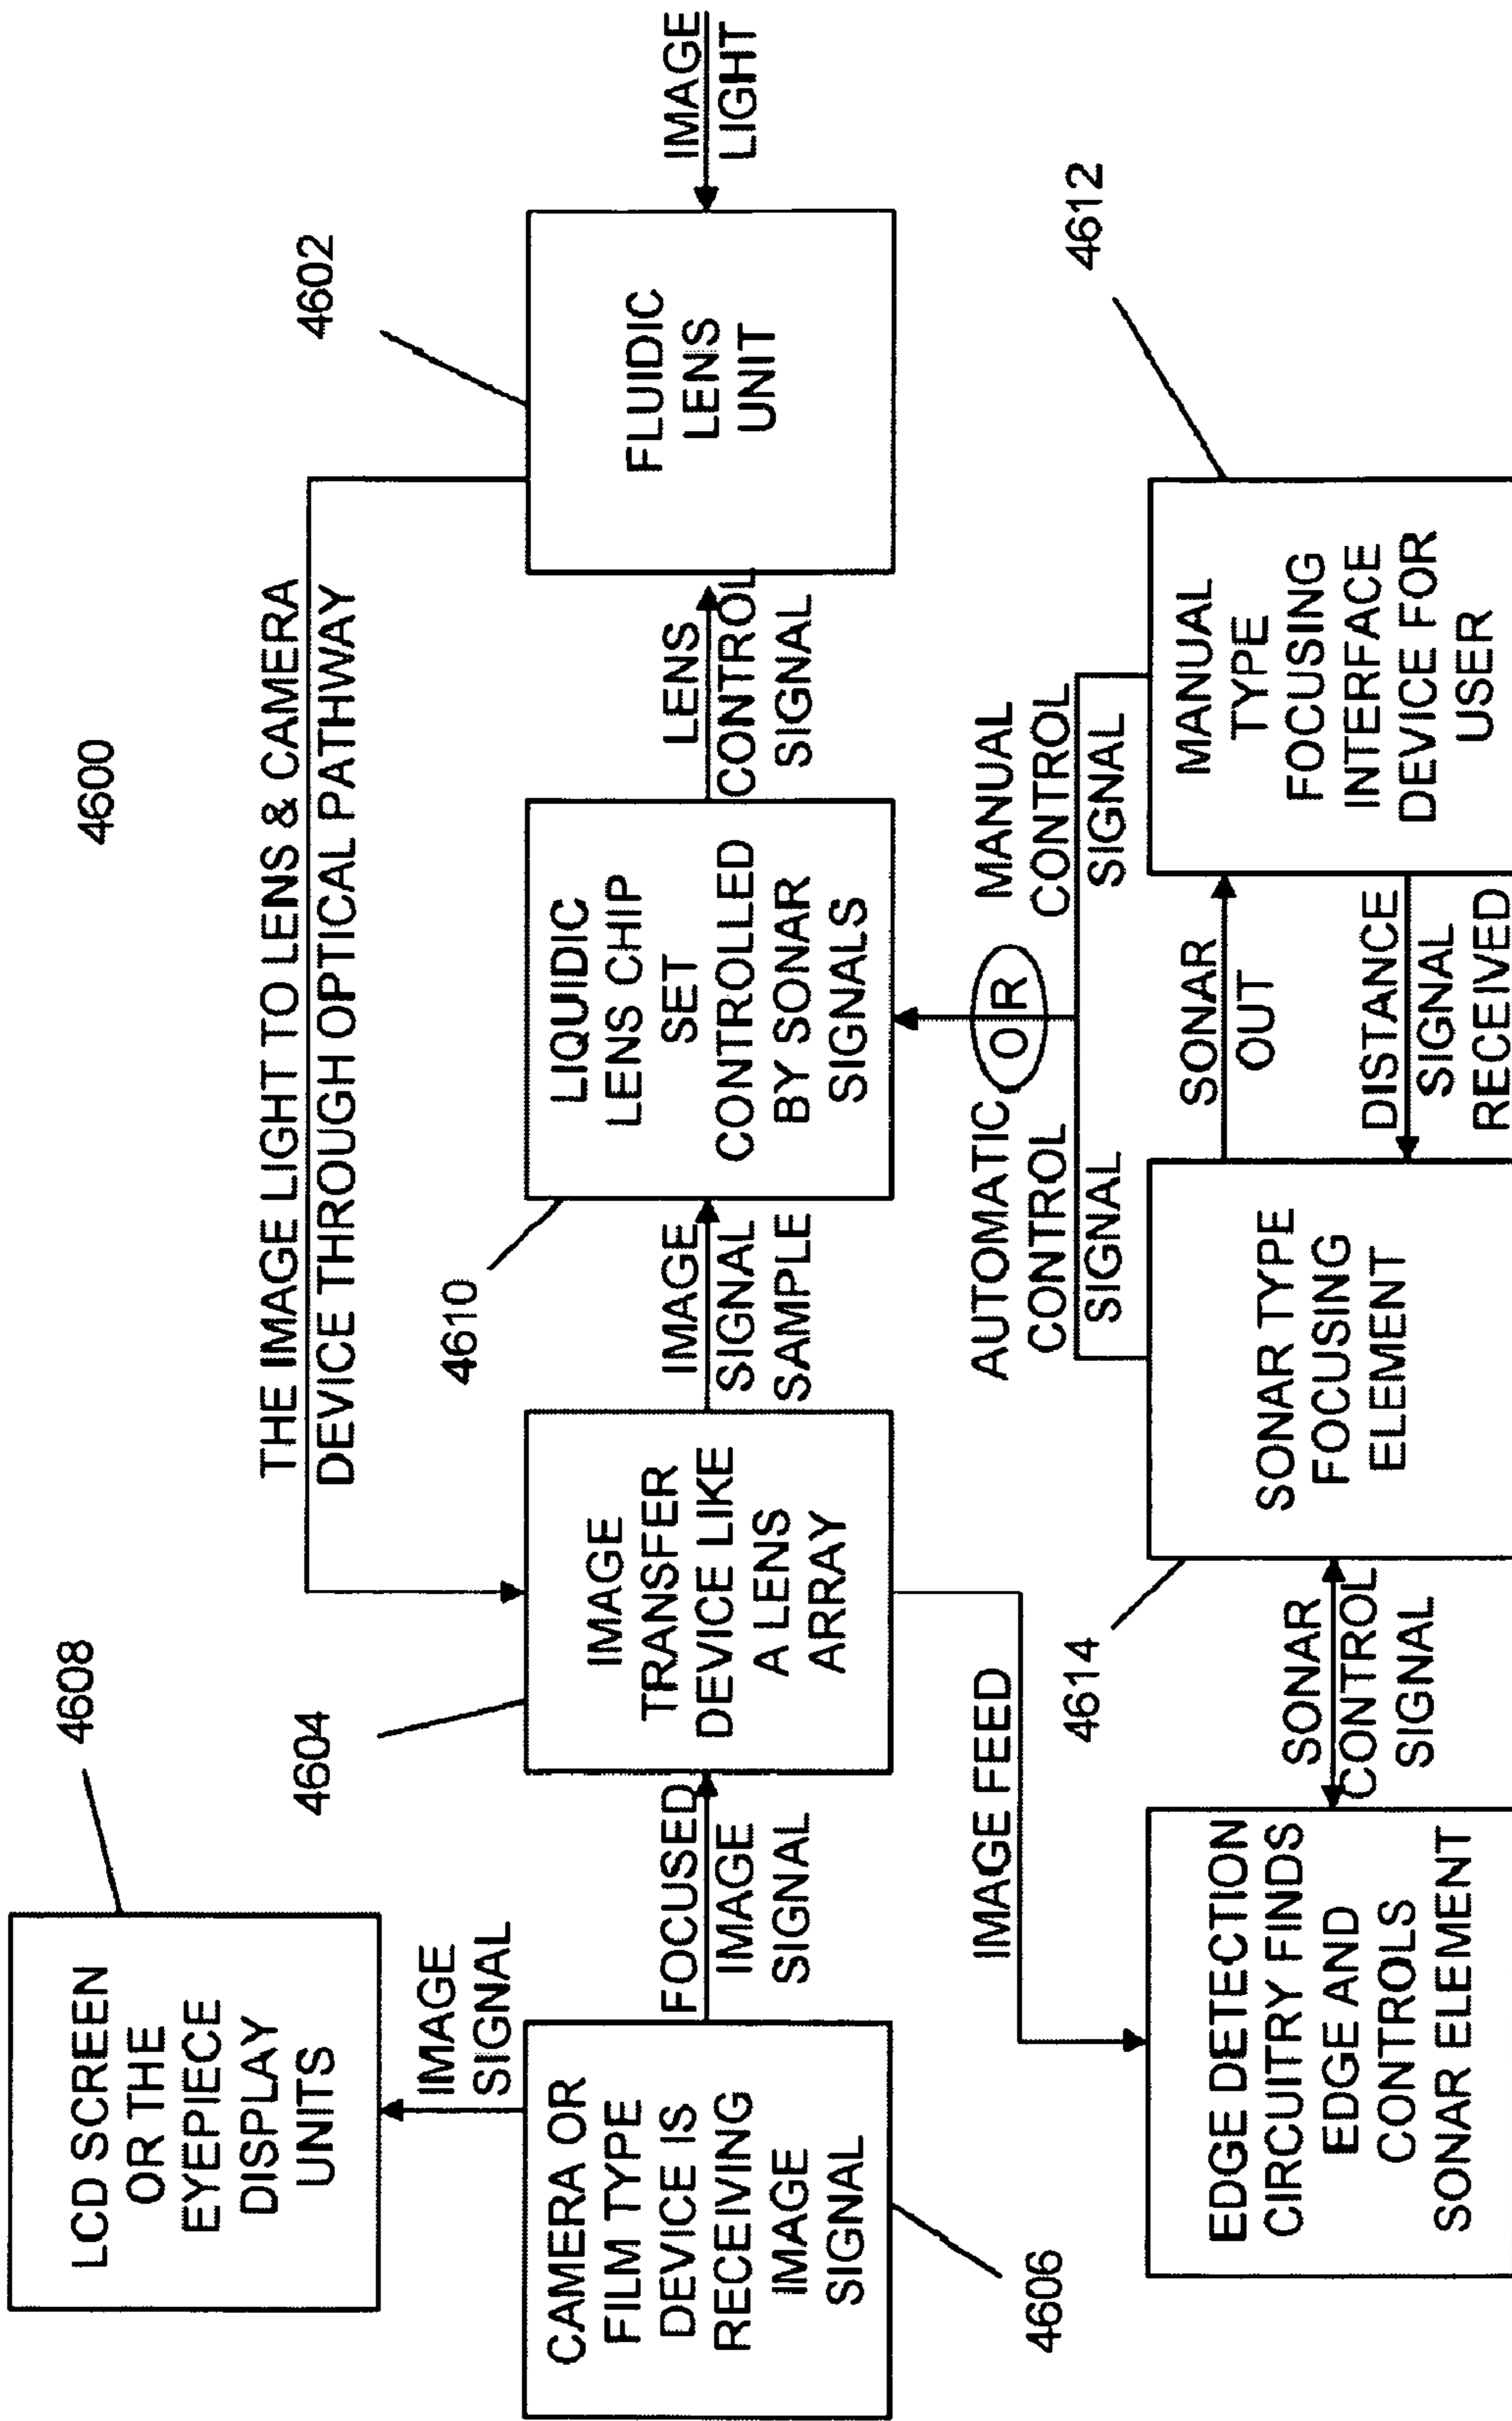 4600
4608
LCD SCREEN
OR THE
EYEPIECE
DISPLAY
UNITS
THE IMAGE LIGHT TO LENS & CAMERA
DEVICE THROUGH OPTICAL PATHWAY
4604
4602
IMAGE
SIGNAL
4610
CAMERA OR
FILM TYPE
DEVICE IS
RECEIVING
IMAGE
SIGNAL
FOCUSED
IMAGE
SIGNAL
IMAGE
TRANSFER
DEVICE LIKE
A LENS
ARRAY
IMAGE
SIGNAL
SAMPLE
LIQUIDIC
LENS CHIP
SET
CONTROLLED
BY SONAR
SIGNALS
LENS
CONTROL
SIGNAL
FLUIDIC
LENS
UNIT
IMAGE
LIGHT
4606
IMAGE FEED
AUTOMATIC
CONTROL
SIGNAL
OR
MANUAL
CONTROL
SIGNAL
4614
4612
EDGE DETECTION
CIRCUITRY FINDS
EDGE AND
CONTROLS
SONAR ELEMENT
SONAR
CONTROL
SIGNAL
SONAR TYPE
FOCUSING
ELEMENT
SONAR
OUT
DISTANCE
SIGNAL
RECEIVED
MANUAL
TYPE
FOCUSING
INTERFACE
DEVICE FOR
USER